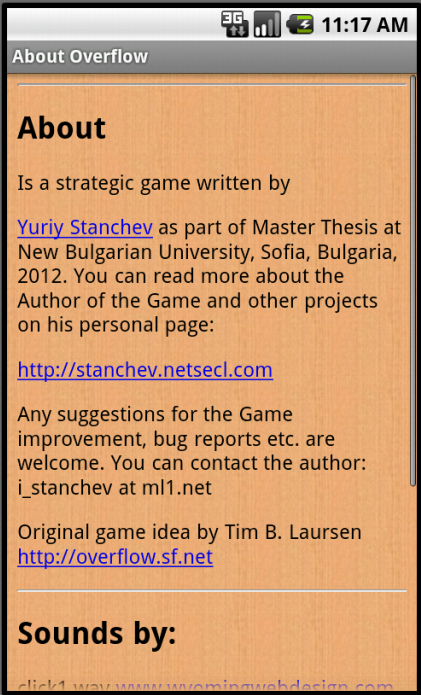 3G 11:17 AM
About Overflow
About
Is a strategic game written by
Yuriy Stanchev as part of Master Thesis at
New Bulgarian University, Sofia, Bulgaria,
2012. You can read more about the
Author of the Game and other projects
on his personal page:
http://stanchev.netsecl.com
Any suggestions for the Game
improvement, bug reports etc. are
welcome. You can contact the author:
i_stanchev at ml1.net
Original game idea by Tim B. Laursen
http://overflow.sf.net
Sounds by:
click1.wav www.wyomingwebdesign.com